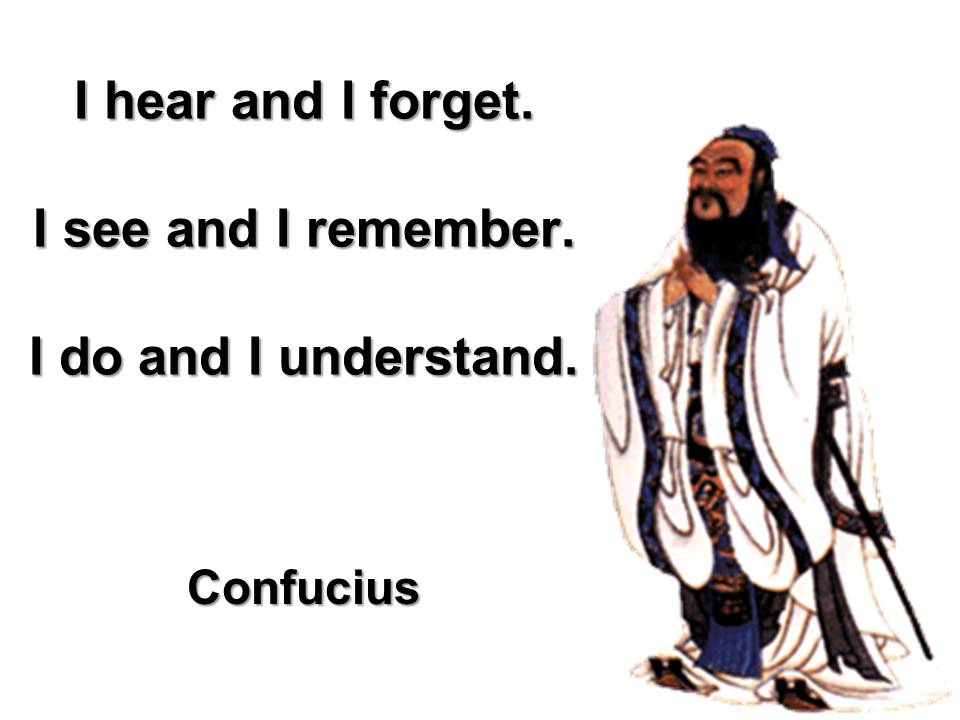 I hear and I forget.
I see and I remember.
I do and I understand.
Confucius